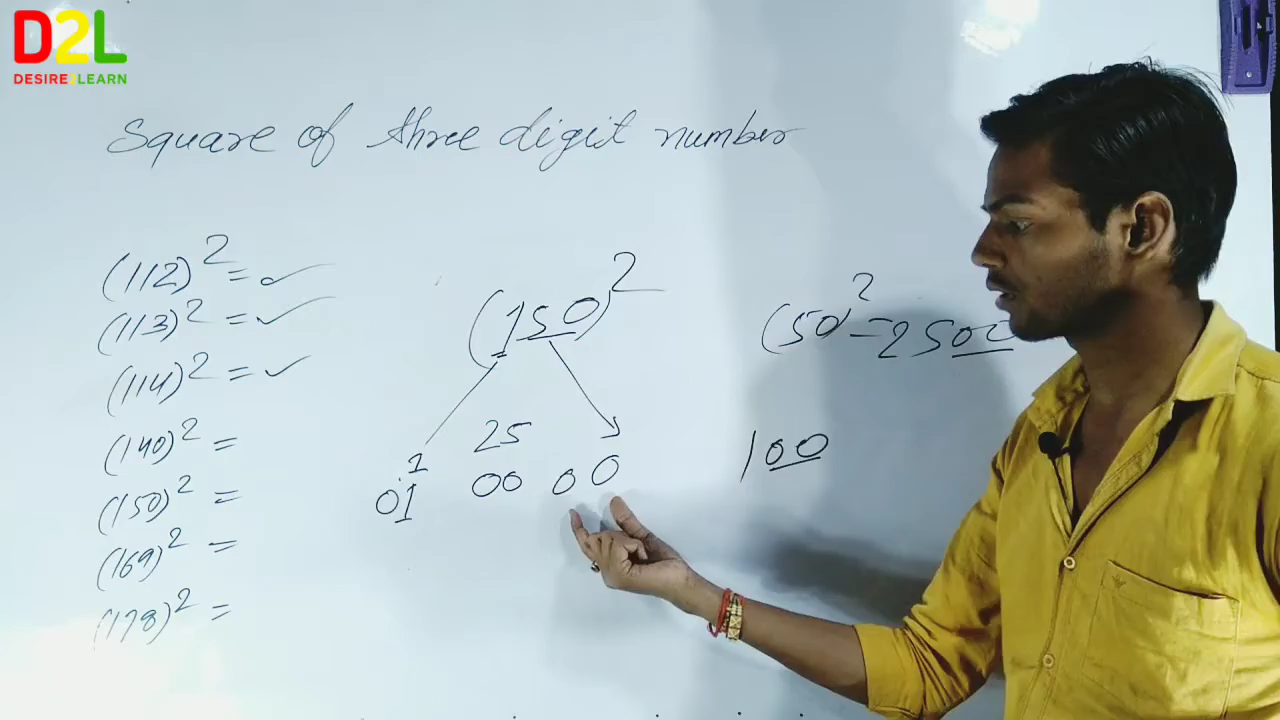 D2L
DESIRE2LEARN
Square of three digit number
(112)² = ✓
(113)² = ✓
(114)² = ✓
(140)² =
(150)² =
(169)² =
(178)² =
(150)²
1 25
01 00 00
(50)² = 2500
100